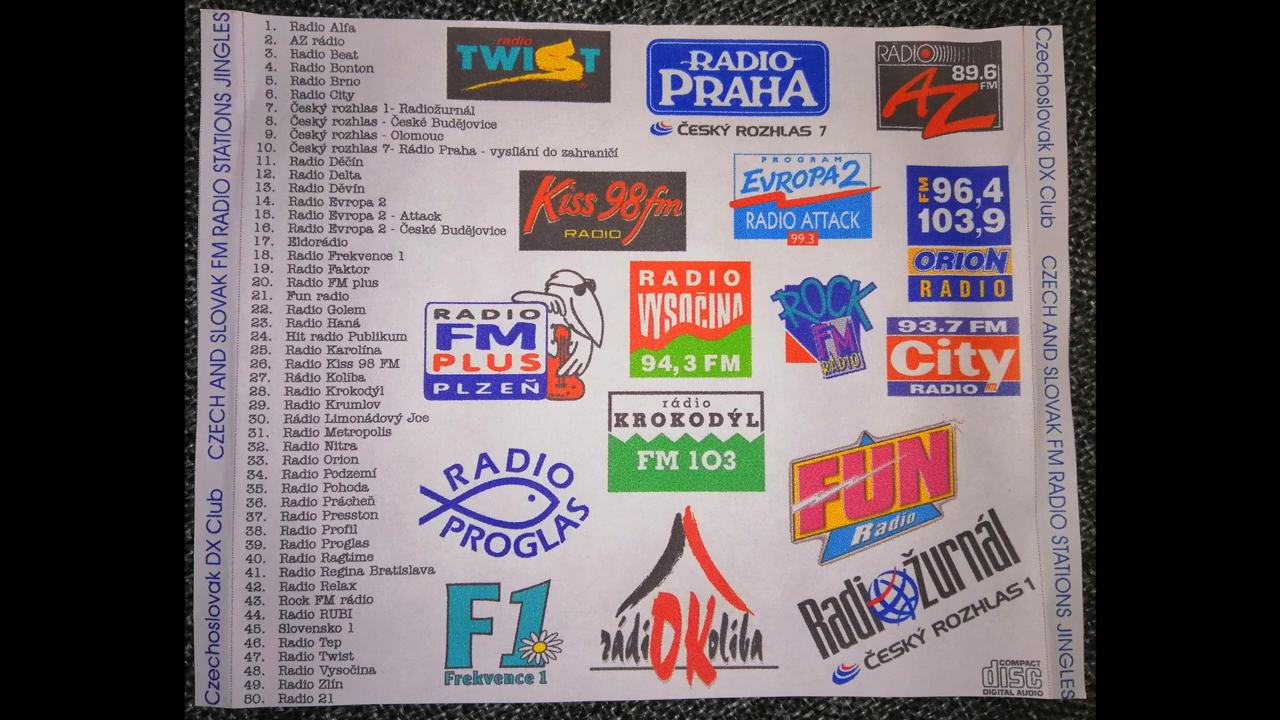 Czechoslovak DX Club CZECH AND SLOVAK FM RADIO STATIONS JINGLES
1. Radio Alfa
2. AZ rádio
3. Radio Beat
4. Radio Bonton
5. Radio Brno
6. Radio City
7. Český rozhlas 1- Radiožurnál
8. Český rozhlas - České Budějovice
9. Český rozhlas - Olomouc
10. Český rozhlas 7- Rádio Praha - vysílání do zahraničí
11. Radio Děčín
12. Radio Delta
13. Radio Děvín
14. Radio Evropa 2
15. Radio Evropa 2 - Attack
16. Radio Evropa 2 - České Budějovice
17. Eldorádio
18. Radio Frekvence 1
19. Radio Faktor
20. Radio FM plus
21. Fun radio
22. Radio Golem
23. Radio Haná
24. Hit radio Publikum
25. Radio Karolína
26. Radio Kiss 98 FM
27. Rádio Koliba
28. Radio Krokodýl
29. Radio Krumlov
30. Rádio Limonádový Joe
31. Radio Metropolis
32. Radio Nitra
33. Radio Orion
34. Radio Podzemí
35. Radio Pohoda
36. Radio Prácheň
37. Radio Presston
38. Radio Profil
39. Radio Proglas
40. Radio Ragtime
41. Radio Regina Bratislava
42. Radio Relax
43. Rock FM rádio
44. Radio RUBI
45. Slovensko 1
46. Radio Tep
47. Radio Twist
48. Radio Vysočina
49. Radio Zlín
50. Radio 21
radio
TWIST
RADIO
PRAHA
ČESKÝ ROZHLAS 7
RÁDIO
89.6
FM
AZ
Kiss 98 fm
RADIO
PROGRAM
EVROPA 2
RADIO ATTACK
99.3
FM 96,4
103,9
ORION
RADIO
RADIO
FM
PLUS
PLZEŇ
RADIO
VYSOČINA
94,3 FM
ROCK
FM
RÁDIO
93.7 FM
City
RADIO
rádio
KROKODÝL
FM 103
RADIO
PROGLAS
FUN
Radio
F1
Frekvence 1
rádiOKoliba
Radiožurnál
ČESKÝ ROZHLAS 1
COMPACT
disc
DIGITAL AUDIO
Czechoslovak DX Club CZECH AND SLOVAK FM RADIO STATIONS JINGLES